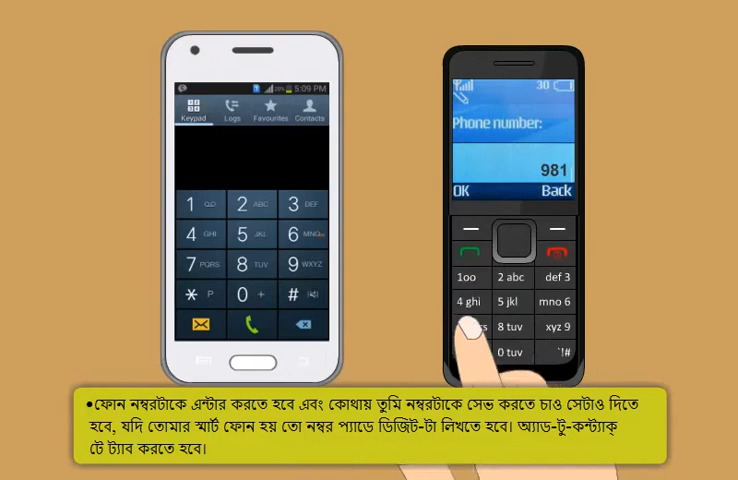 5:09 PM
Keypad Logs Favourites Contacts
1 2 ABC 3 DEF
4 GHI 5 JKL 6 MNO
7 PQRS 8 TUV 9 WXYZ
* P 0 + #
30
Phone number:
981
OK Back
1oo 2 abc def 3
4 ghi 5 jkl mno 6
8 tuv xyz 9
0 tuv `!#
•ফোন নম্বরটাকে এন্টার করতে হবে এবং কোথায় তুমি নম্বরটাকে সেভ করতে চাও সেটাও দিতে
হবে, যদি তোমার স্মার্ট ফোন হয় তো নম্বর প্যাডে ডিজিট-টা লিখতে হবে। অ্যাড-টু-কন্ট্যাক্
টে ট্যাব করতে হবে।